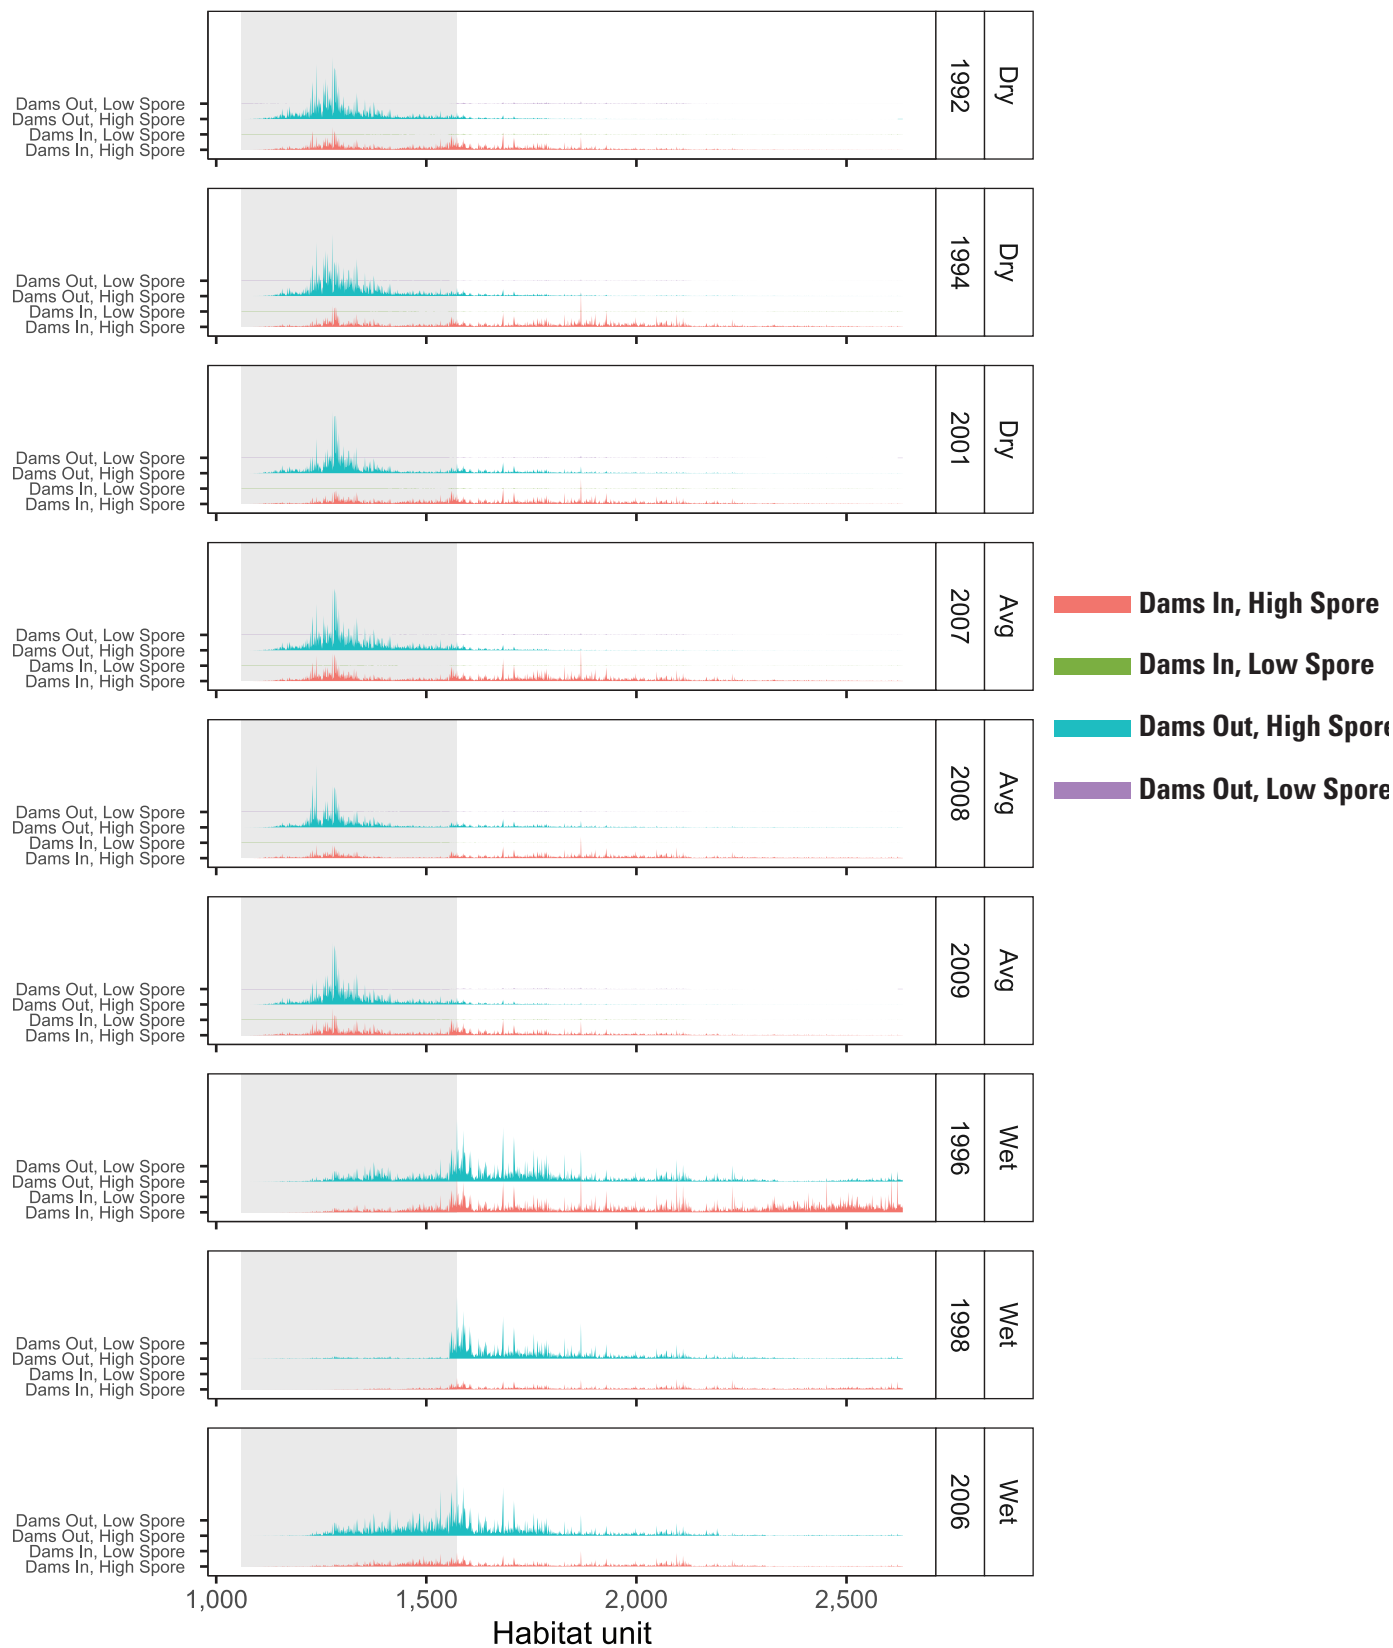 Dams Out, Low Spore
Dams Out, High Spore
Dams In, Low Spore
Dams In, High Spore
1992
Dry
Dams Out, Low Spore
Dams Out, High Spore
Dams In, Low Spore
Dams In, High Spore
1994
Dry
Dams Out, Low Spore
Dams Out, High Spore
Dams In, Low Spore
Dams In, High Spore
2001
Dry
Dams Out, Low Spore
Dams Out, High Spore
Dams In, Low Spore
Dams In, High Spore
2007
Avg
Dams Out, Low Spore
Dams Out, High Spore
Dams In, Low Spore
Dams In, High Spore
2008
Avg
Dams Out, Low Spore
Dams Out, High Spore
Dams In, Low Spore
Dams In, High Spore
2009
Avg
Dams Out, Low Spore
Dams Out, High Spore
Dams In, Low Spore
Dams In, High Spore
1996
Wet
Dams Out, Low Spore
Dams Out, High Spore
Dams In, Low Spore
Dams In, High Spore
1998
Wet
Dams Out, Low Spore
Dams Out, High Spore
Dams In, Low Spore
Dams In, High Spore
2006
Wet
1,000 1,500 2,000 2,500
Habitat unit
Dams In, High Spore
Dams In, Low Spore
Dams Out, High Spore
Dams Out, Low Spore